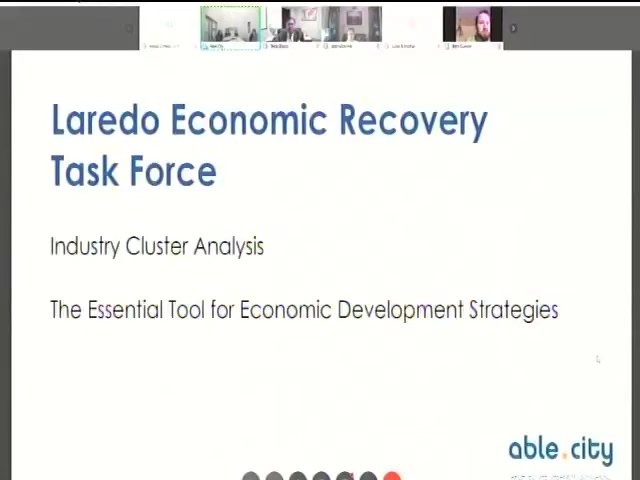 Laredo Economic Recovery
Task Force
Industry Cluster Analysis
The Essential Tool for Economic Development Strategies
able.city